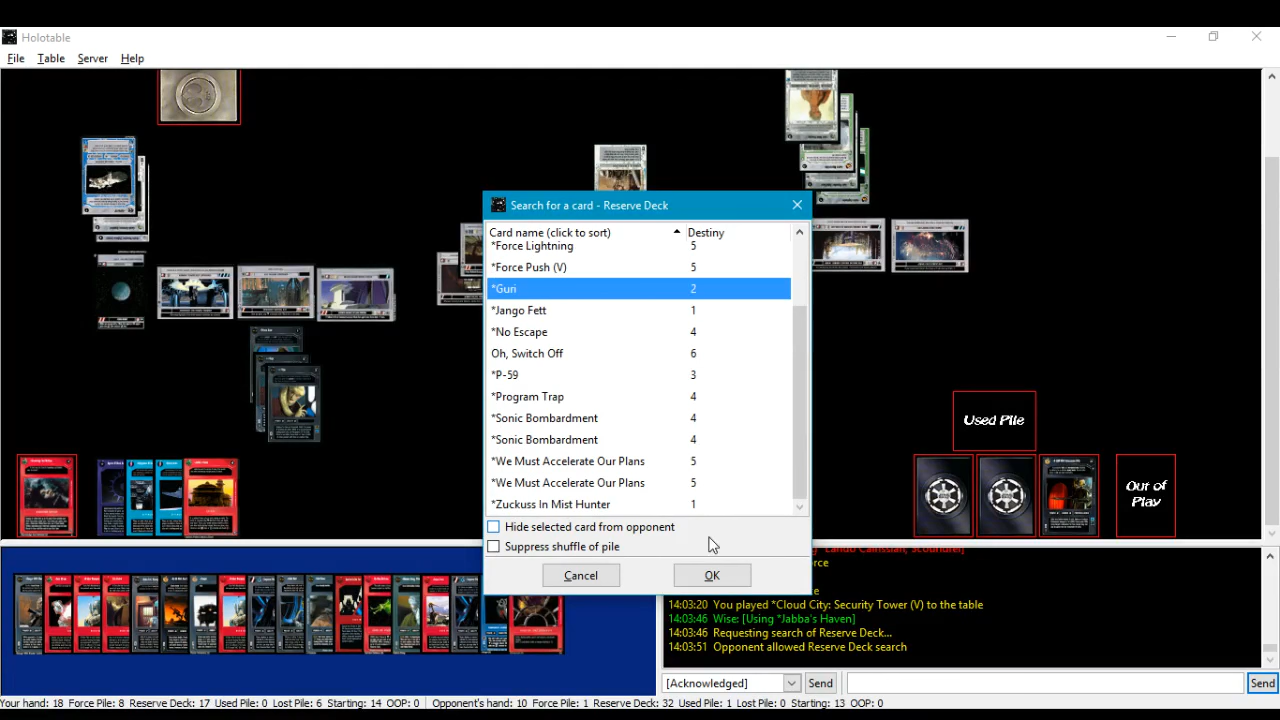 Holotable
File Table Server Help
Search for a card - Reserve Deck
Card name (click to sort) Destiny
*Force Lightning 5
*Force Push (V) 5
*Guri 2
*Jango Fett 1
*No Escape 4
Oh, Switch Off 6
*P-59 3
*Program Trap 4
*Sonic Bombardment 4
*Sonic Bombardment 4
*We Must Accelerate Our Plans 5
*We Must Accelerate Our Plans 5
*Zuckuss In Mist Hunter 1
Hide selected card from opponent
Suppress shuffle of pile
Cancel OK
Used Pile
Out of
Play
14:03:20 You played *Cloud City: Security Tower (V) to the table
14:03:46 Wise: [Using *Jabba's Haven]
14:03:46 Requesting search of Reserve Deck...
14:03:51 Opponent allowed Reserve Deck search
[Acknowledged] Send Send
Your hand: 18 Force Pile: 8 Reserve Deck: 17 Used Pile: 0 Lost Pile: 6 Starting: 14 OOP: 0 Opponent's hand: 10 Force Pile: 1 Reserve Deck: 32 Used Pile: 1 Lost Pile: 0 Starting: 13 OOP: 0